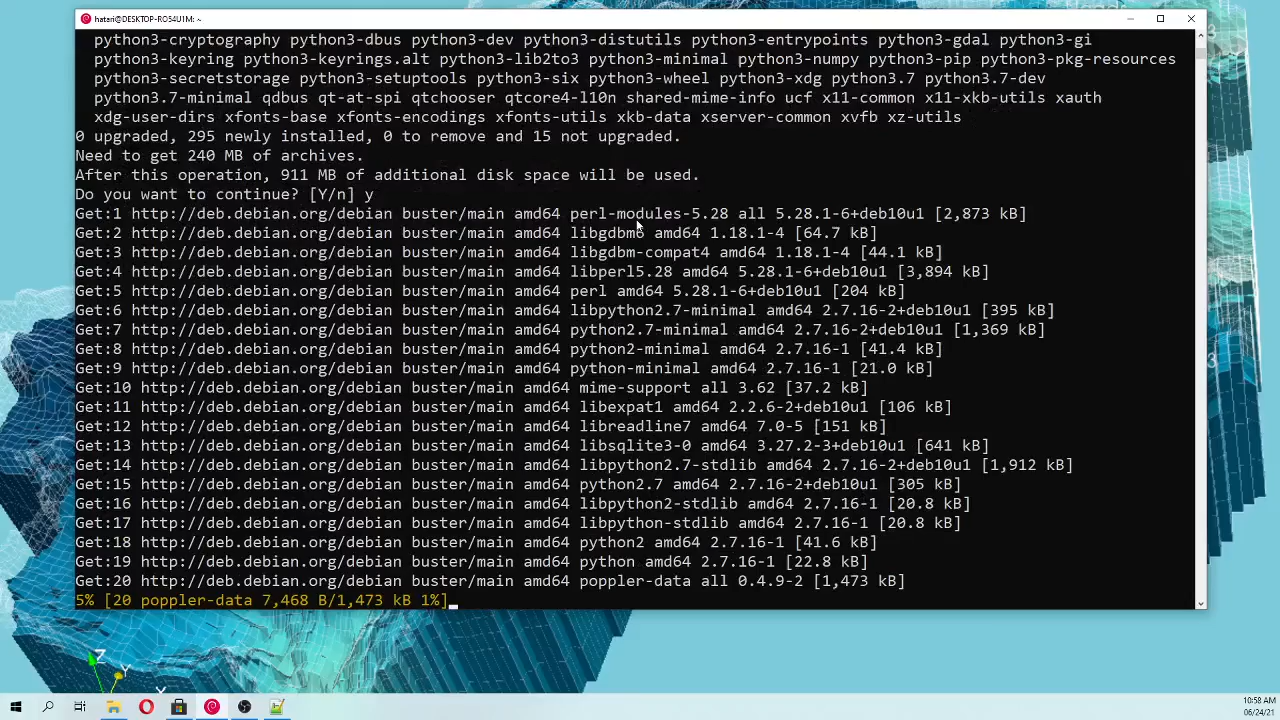 hatari@DESKTOP-RO54U1M: ~
python3-cryptography python3-dbus python3-dev python3-distutils python3-entrypoints python3-gdal python3-gi
python3-keyring python3-keyrings.alt python3-lib2to3 python3-minimal python3-numpy python3-pip python3-pkg-resources
python3-secretstorage python3-setuptools python3-six python3-wheel python3-xdg python3.7 python3.7-dev
python3.7-minimal qdbus qt-at-spi qtchooser qtcore4-l10n shared-mime-info ucf x11-common x11-xkb-utils xauth
xdg-user-dirs xfonts-base xfonts-encodings xfonts-utils xkb-data xserver-common xvfb xz-utils
0 upgraded, 295 newly installed, 0 to remove and 15 not upgraded.
Need to get 240 MB of archives.
After this operation, 911 MB of additional disk space will be used.
Do you want to continue? [Y/n] y
Get:1 http://deb.debian.org/debian buster/main amd64 perl-modules-5.28 all 5.28.1-6+deb10u1 [2,873 kB]
Get:2 http://deb.debian.org/debian buster/main amd64 libgdbm6 amd64 1.18.1-4 [64.7 kB]
Get:3 http://deb.debian.org/debian buster/main amd64 libgdbm-compat4 amd64 1.18.1-4 [44.1 kB]
Get:4 http://deb.debian.org/debian buster/main amd64 libperl5.28 amd64 5.28.1-6+deb10u1 [3,894 kB]
Get:5 http://deb.debian.org/debian buster/main amd64 perl amd64 5.28.1-6+deb10u1 [204 kB]
Get:6 http://deb.debian.org/debian buster/main amd64 libpython2.7-minimal amd64 2.7.16-2+deb10u1 [395 kB]
Get:7 http://deb.debian.org/debian buster/main amd64 python2.7-minimal amd64 2.7.16-2+deb10u1 [1,369 kB]
Get:8 http://deb.debian.org/debian buster/main amd64 python2-minimal amd64 2.7.16-1 [41.4 kB]
Get:9 http://deb.debian.org/debian buster/main amd64 python-minimal amd64 2.7.16-1 [21.0 kB]
Get:10 http://deb.debian.org/debian buster/main amd64 mime-support all 3.62 [37.2 kB]
Get:11 http://deb.debian.org/debian buster/main amd64 libexpat1 amd64 2.2.6-2+deb10u1 [106 kB]
Get:12 http://deb.debian.org/debian buster/main amd64 libreadline7 amd64 7.0-5 [151 kB]
Get:13 http://deb.debian.org/debian buster/main amd64 libsqlite3-0 amd64 3.27.2-3+deb10u1 [641 kB]
Get:14 http://deb.debian.org/debian buster/main amd64 libpython2.7-stdlib amd64 2.7.16-2+deb10u1 [1,912 kB]
Get:15 http://deb.debian.org/debian buster/main amd64 python2.7 amd64 2.7.16-2+deb10u1 [305 kB]
Get:16 http://deb.debian.org/debian buster/main amd64 libpython2-stdlib amd64 2.7.16-1 [20.8 kB]
Get:17 http://deb.debian.org/debian buster/main amd64 libpython-stdlib amd64 2.7.16-1 [20.8 kB]
Get:18 http://deb.debian.org/debian buster/main amd64 python2 amd64 2.7.16-1 [41.6 kB]
Get:19 http://deb.debian.org/debian buster/main amd64 python amd64 2.7.16-1 [22.8 kB]
Get:20 http://deb.debian.org/debian buster/main amd64 poppler-data all 0.4.9-2 [1,473 kB]
5% [20 poppler-data 7,468 B/1,473 kB 1%]
3
Z
Y
X
10:58 AM
06/24/21